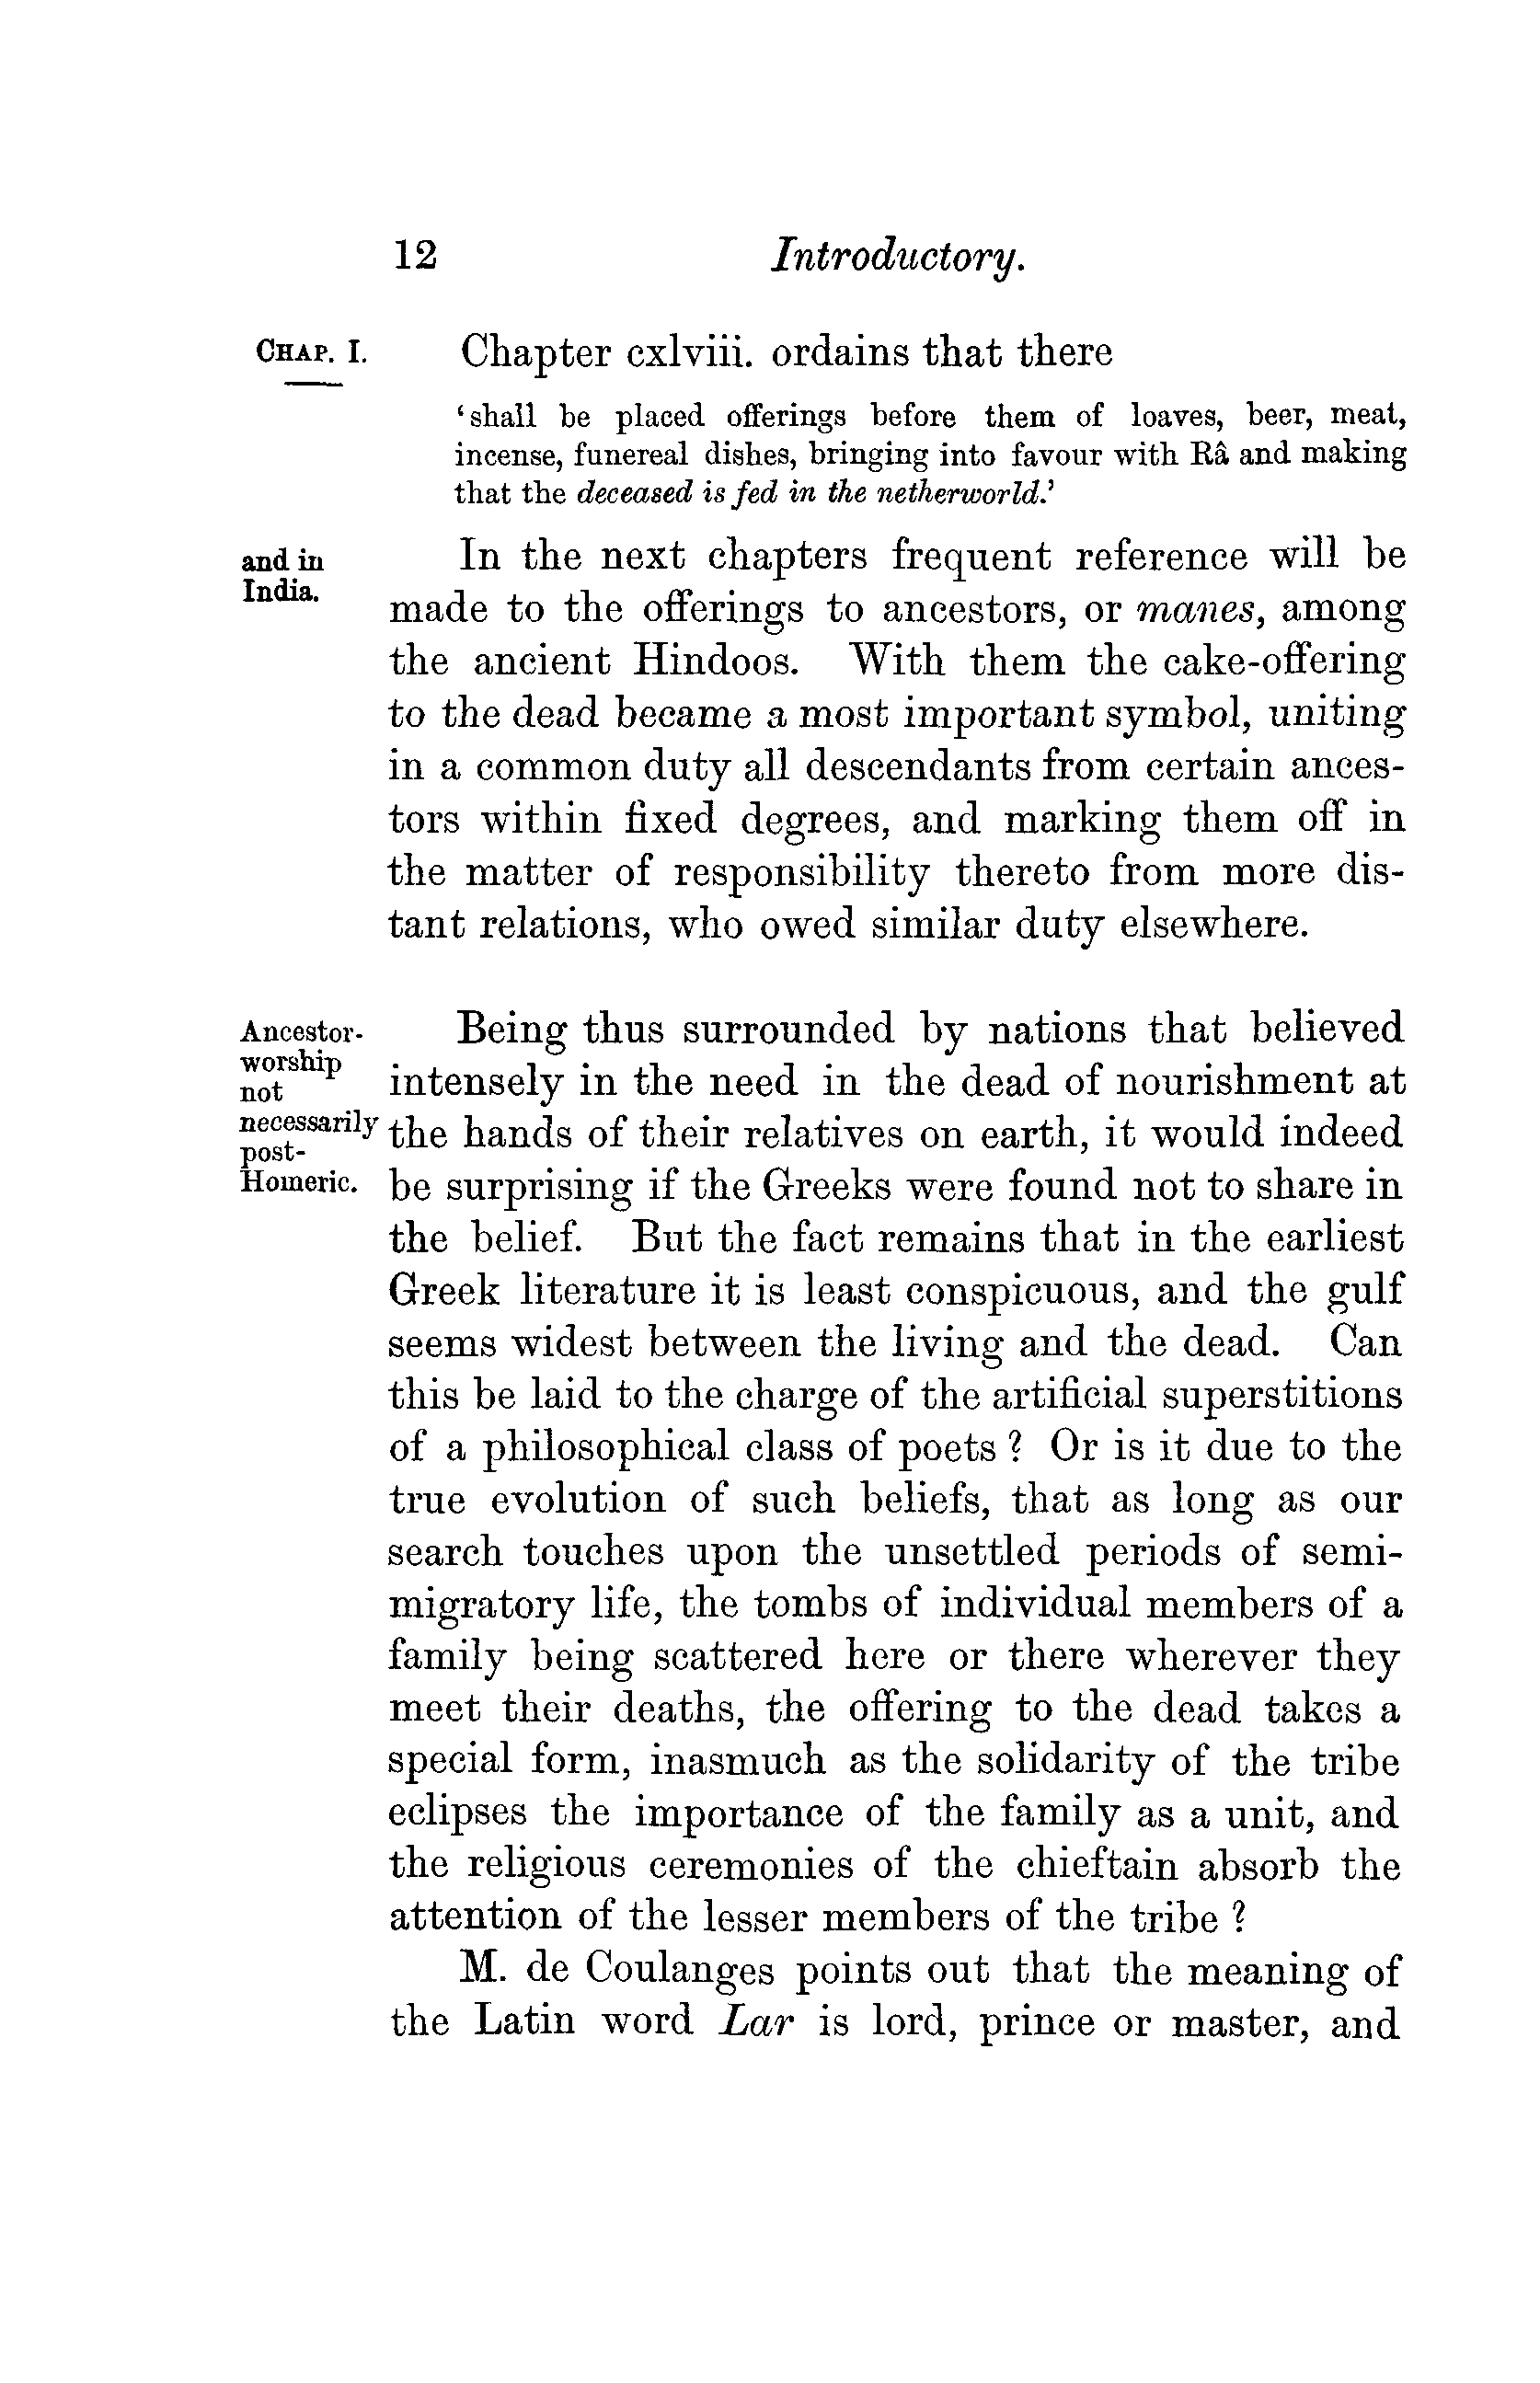 12 Introductory.
CHAP. I.
Chapter cxlviii. ordains that there
‘shall be placed offerings before them of loaves, beer, meat,
incense, funereal dishes, bringing into favour with Râ and making
that the deceased is fed in the netherworld.’
and in
India.
In the next chapters frequent reference will be
made to the offerings to ancestors, or manes, among
the ancient Hindoos. With them the cake-offering
to the dead became a most important symbol, uniting
in a common duty all descendants from certain ances-
tors within fixed degrees, and marking them off in
the matter of responsibility thereto from more dis-
tant relations, who owed similar duty elsewhere.
Ancestor-
worship
not
necessarily
post-
Homeric.
Being thus surrounded by nations that believed
intensely in the need in the dead of nourishment at
the hands of their relatives on earth, it would indeed
be surprising if the Greeks were found not to share in
the belief. But the fact remains that in the earliest
Greek literature it is least conspicuous, and the gulf
seems widest between the living and the dead. Can
this be laid to the charge of the artificial superstitions
of a philosophical class of poets ? Or is it due to the
true evolution of such beliefs, that as long as our
search touches upon the unsettled periods of semi-
migratory life, the tombs of individual members of a
family being scattered here or there wherever they
meet their deaths, the offering to the dead takes a
special form, inasmuch as the solidarity of the tribe
eclipses the importance of the family as a unit, and
the religious ceremonies of the chieftain absorb the
attention of the lesser members of the tribe ?
M. de Coulanges points out that the meaning of
the Latin word Lar is lord, prince or master, and